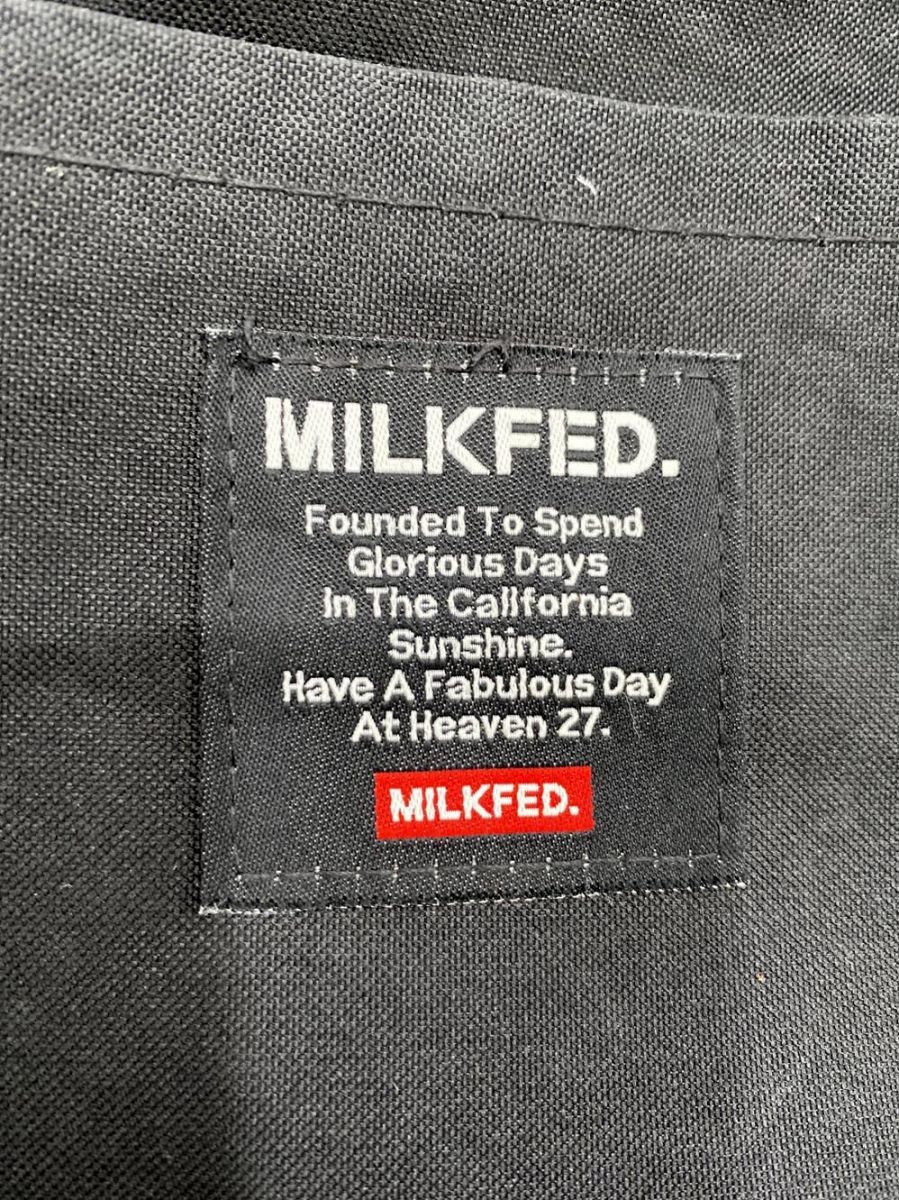 MILKFED.
Founded To Spend
Glorious Days
In The California
Sunshine.
Have A Fabulous Day
At Heaven 27.
MILKFED.